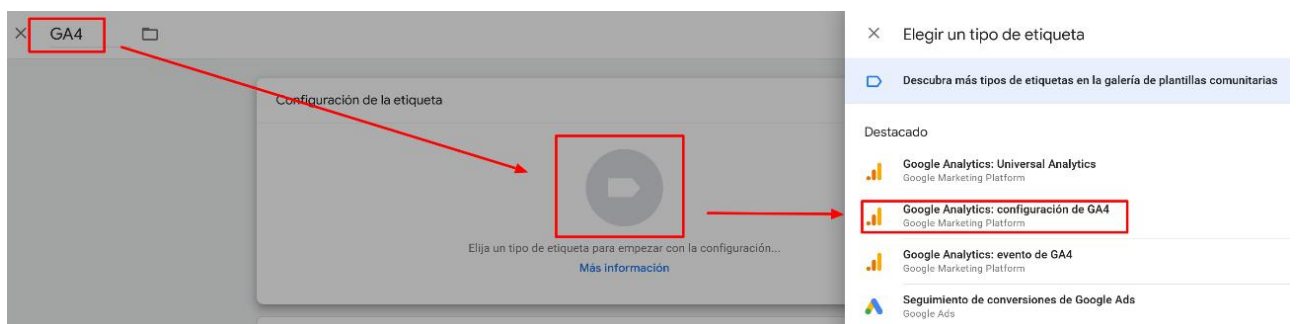 GA4
Configuración de la etiqueta
Elija un tipo de etiqueta para empezar con la configuración...
Más información
Elegir un tipo de etiqueta
Descubra más tipos de etiquetas en la galería de plantillas comunitarias
Destacado
Google Analytics: Universal Analytics
Google Marketing Platform
Google Analytics: configuración de GA4
Google Marketing Platform
Google Analytics: evento de GA4
Google Marketing Platform
Seguimiento de conversiones de Google Ads
Google Ads